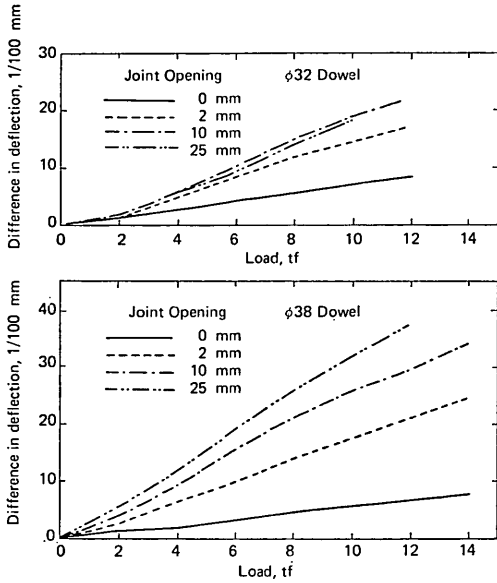 Difference in deflection, 1/100 mm
30
20
10
0
Joint Opening
φ32 Dowel
0 mm
2 mm
10 mm
25 mm
0 2 4 6 8 10 12 14
Load, tf
Difference in deflection, 1/100 mm
40
30
20
10
0
Joint Opening
φ38 Dowel
0 mm
2 mm
10 mm
25 mm
0 2 4 6 8 10 12 14
Load, tf